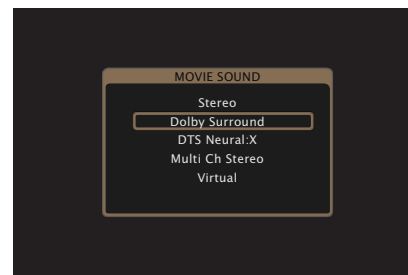 MOVIE SOUND
Stereo
Dolby Surround
DTS Neural:X
Multi Ch Stereo
Virtual